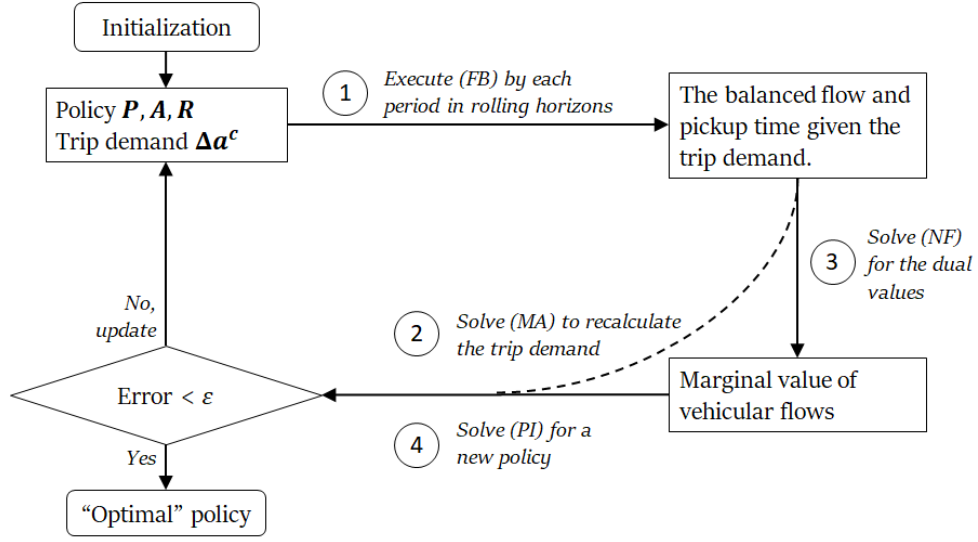 Initialization
Policy P, A, R
Trip demand Δaᶜ
1
Execute (FB) by each
period in rolling horizons
The balanced flow and
pickup time given the
trip demand.
3
Solve (NF)
for the dual
values
No,
update
2
Solve (MA) to recalculate
the trip demand
Error < ε
Marginal value of
vehicular flows
4
Solve (PI) for a
new policy
Yes
“Optimal” policy